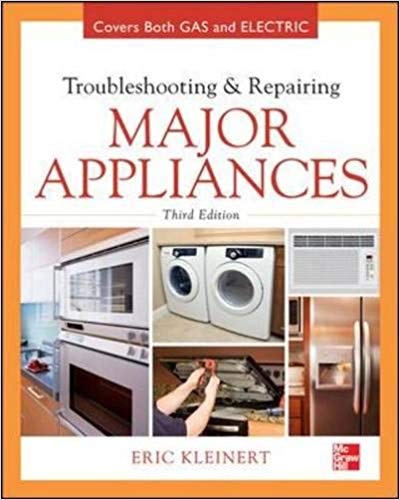 Covers Both GAS and ELECTRIC
Troubleshooting & Repairing
MAJOR
APPLIANCES
Third Edition
ERIC KLEINERT
Mc
Graw
Hill